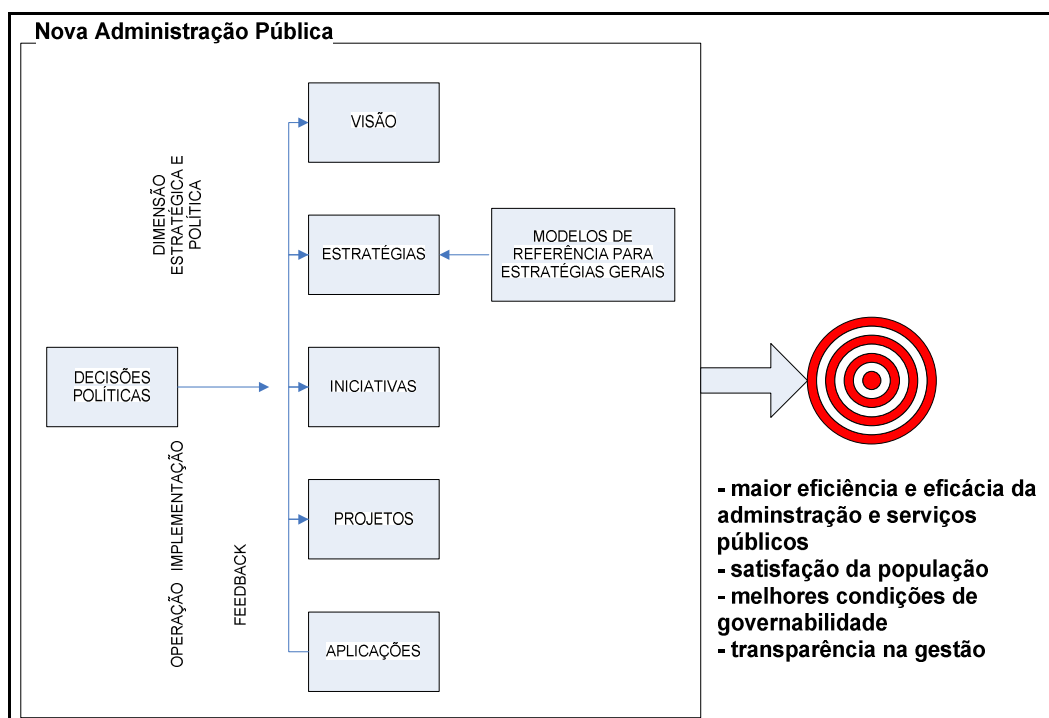 Nova Administração Pública
VISÃO
DIMENSÃO
ESTRATÉGICA E
POLÍTICA
ESTRATÉGIAS
MODELOS DE
REFERÊNCIA PARA
ESTRATÉGIAS GERAIS
DECISÕES
POLÍTICAS
INICIATIVAS
OPERAÇÃO IMPLEMENTAÇÃO
FEEDBACK
PROJETOS
APLICAÇÕES
- maior eficiência e eficácia da
adminstração e serviços
públicos
- satisfação da população
- melhores condições de
governabilidade
- transparência na gestão